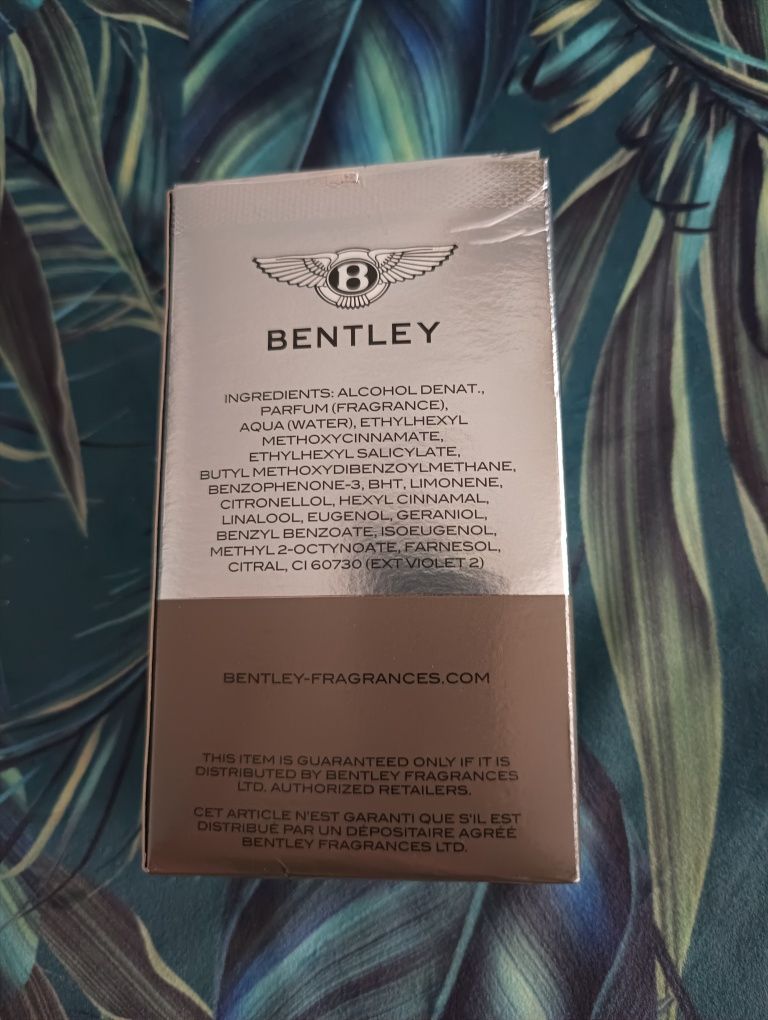 B
BENTLEY
INGREDIENTS: ALCOHOL DENAT.,
PARFUM (FRAGRANCE),
AQUA (WATER), ETHYLHEXYL
METHOXYCINNAMATE,
ETHYLHEXYL SALICYLATE,
BUTYL METHOXYDIBENZOYLMETHANE,
BENZOPHENONE-3, BHT, LIMONENE,
CITRONELLOL, HEXYL CINNAMAL,
LINALOOL, EUGENOL, GERANIOL,
BENZYL BENZOATE, ISOEUGENOL,
METHYL 2-OCTYNOATE, FARNESOL,
CITRAL, CI 60730 (EXT VIOLET 2)
BENTLEY-FRAGRANCES.COM
THIS ITEM IS GUARANTEED ONLY IF IT IS
DISTRIBUTED BY BENTLEY FRAGRANCES
LTD. AUTHORIZED RETAILERS.
CET ARTICLE N'EST GARANTI QUE S'IL EST
DISTRIBUÉ PAR UN DÉPOSITAIRE AGRÉÉ
BENTLEY FRAGRANCES LTD.